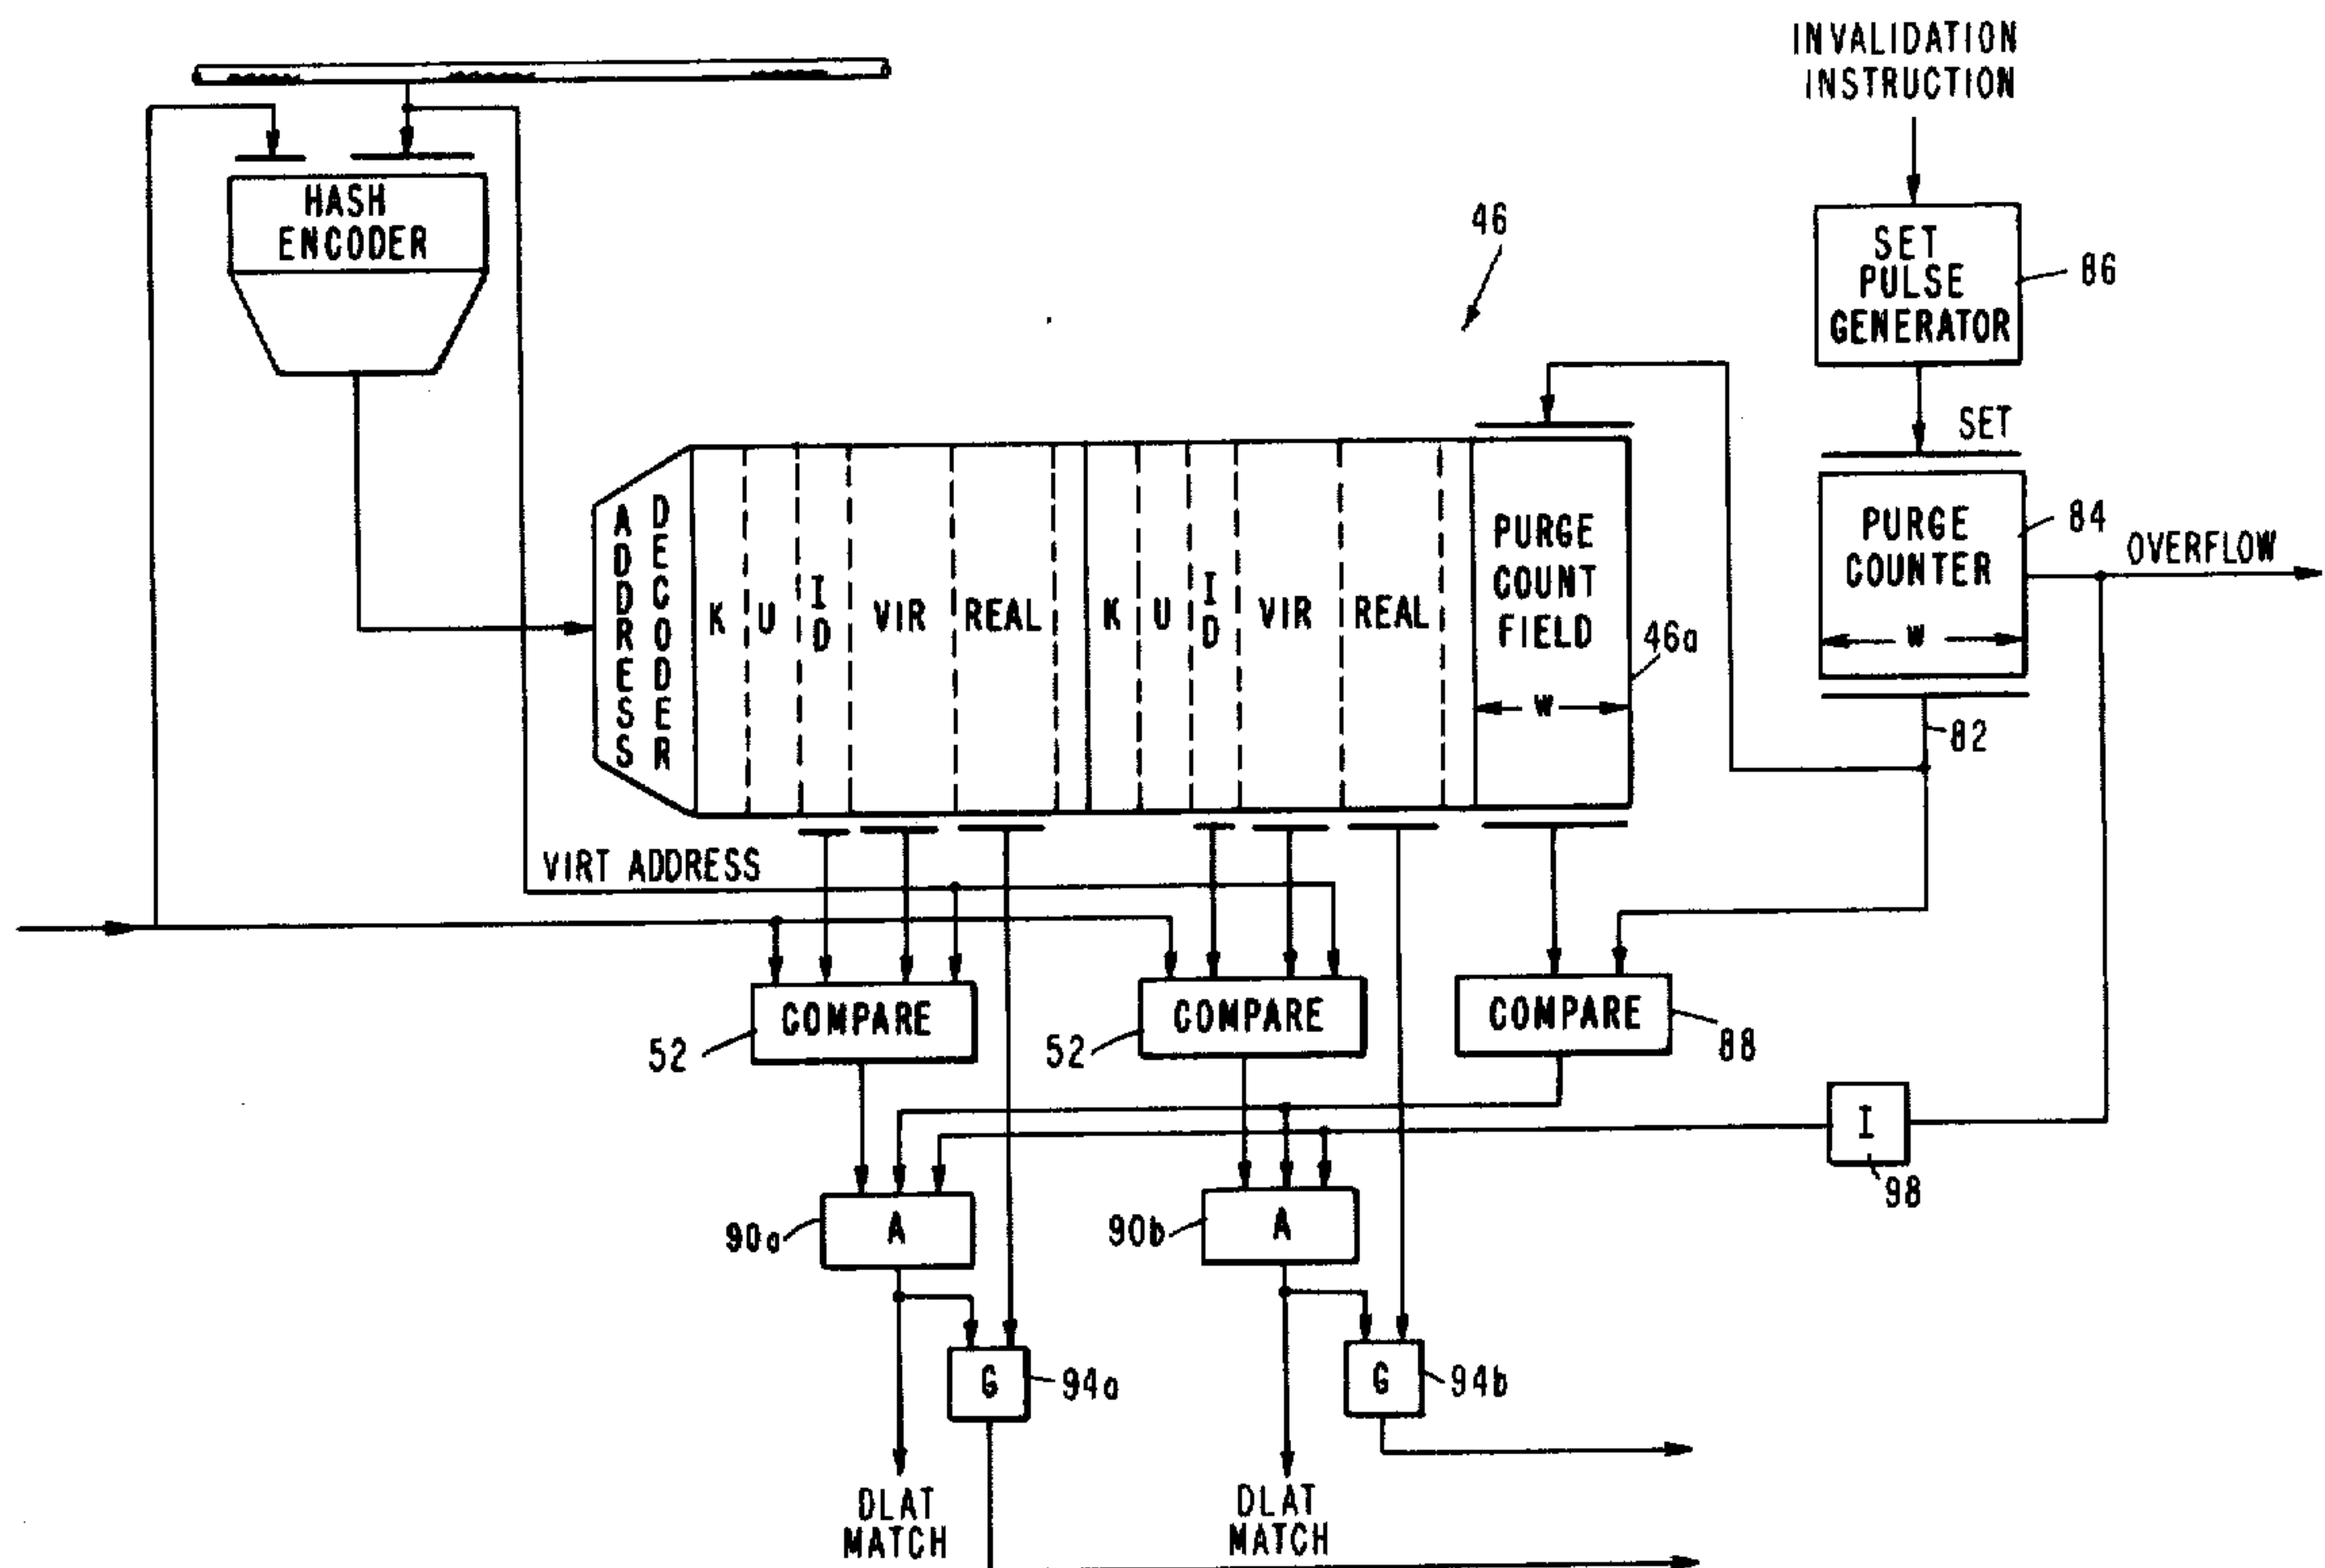 INVALIDATION
INSTRUCTION
HASH
ENCODER
46
SET
PULSE
GENERATOR
86
SET
ADDRESS
DECODER
K
U
ID
VIR
REAL
K
U
ID
VIR
REAL
PURGE
COUNT
FIELD
W
46a
PURGE
COUNTER
W
84
OVERFLOW
82
VIRT ADDRESS
COMPARE
52
COMPARE
52
COMPARE
88
I
98
A
90a
A
90b
G
94a
G
94b
DLAT
MATCH
DLAT
MATCH